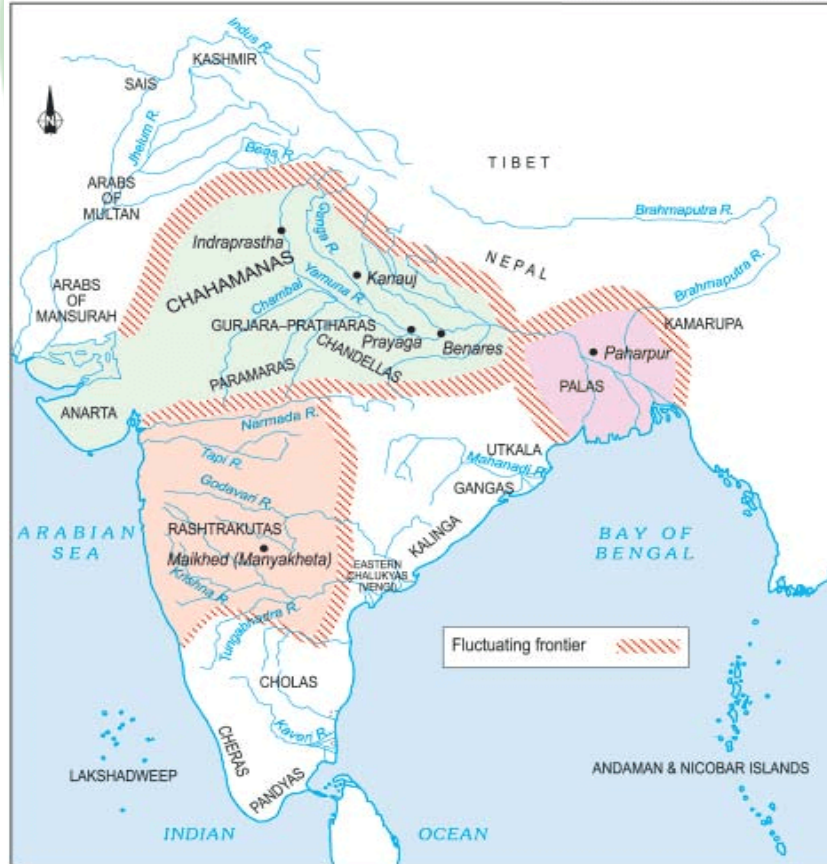 Indus R.
KASHMIR
SAIS
N
Jhelum R.
Beas R.
TIBET
ARABS
OF
MULTAN
Brahmaputra R.
Indraprastha
Ganga R.
NEPAL
ARABS
OF
MANSURAH
CHAHAMANAS
Kanauj
Brahmaputra R.
Chambal
Yamuna R.
KAMARUPA
GURJARA–PRATIHARAS
Prayaga
Benares
Paharpur
CHANDELLAS
PARAMARAS
PALAS
ANARTA
Narmada R.
Tapi R.
UTKALA
Mahanadi R.
Godavari R.
GANGAS
ARABIAN
SEA
RASHTRAKUTAS
KALINGA
BAY OF
BENGAL
Malkhed (Manyakheta)
EASTERN
CHALUKYAS
(VENGI)
Krishna R.
Tungabhadra R.
Fluctuating frontier
CHOLAS
Kaveri R.
CHERAS
LAKSHADWEEP
PANDYAS
ANDAMAN & NICOBAR ISLANDS
INDIAN
OCEAN